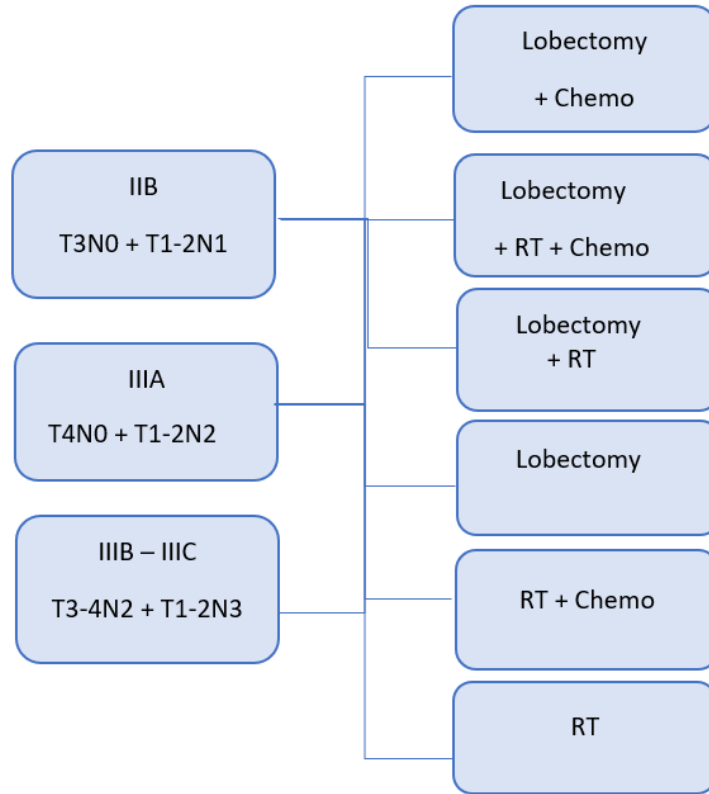 IIB
T3N0 + T1-2N1
IIIA
T4N0 + T1-2N2
IIIB – IIIC
T3-4N2 + T1-2N3
Lobectomy
+ Chemo
Lobectomy
+ RT + Chemo
Lobectomy
+ RT
Lobectomy
RT + Chemo
RT